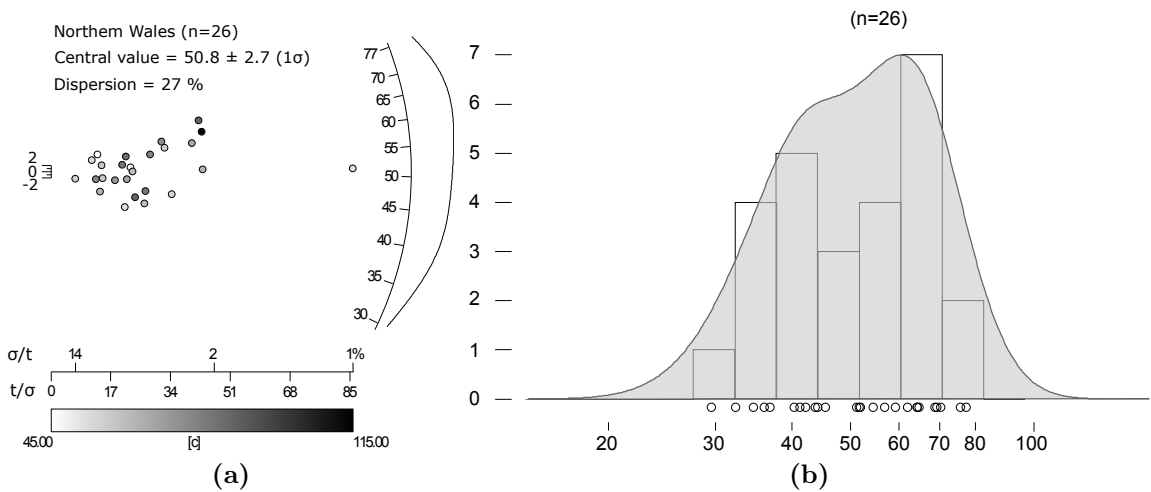 Northem Wales (n=26)
Central value = 50.8 ± 2.7 (1σ)
Dispersion = 27 %
77
70
65
60
55
50
45
40
35
30
2
0
-2
σ/t 14 2 1%
t/σ 0 17 34 51 68 85
45.00 [c] 115.00
(a)
(n=26)
7
6
5
4
3
2
1
0
20 30 40 50 60 70 80 100
(b)